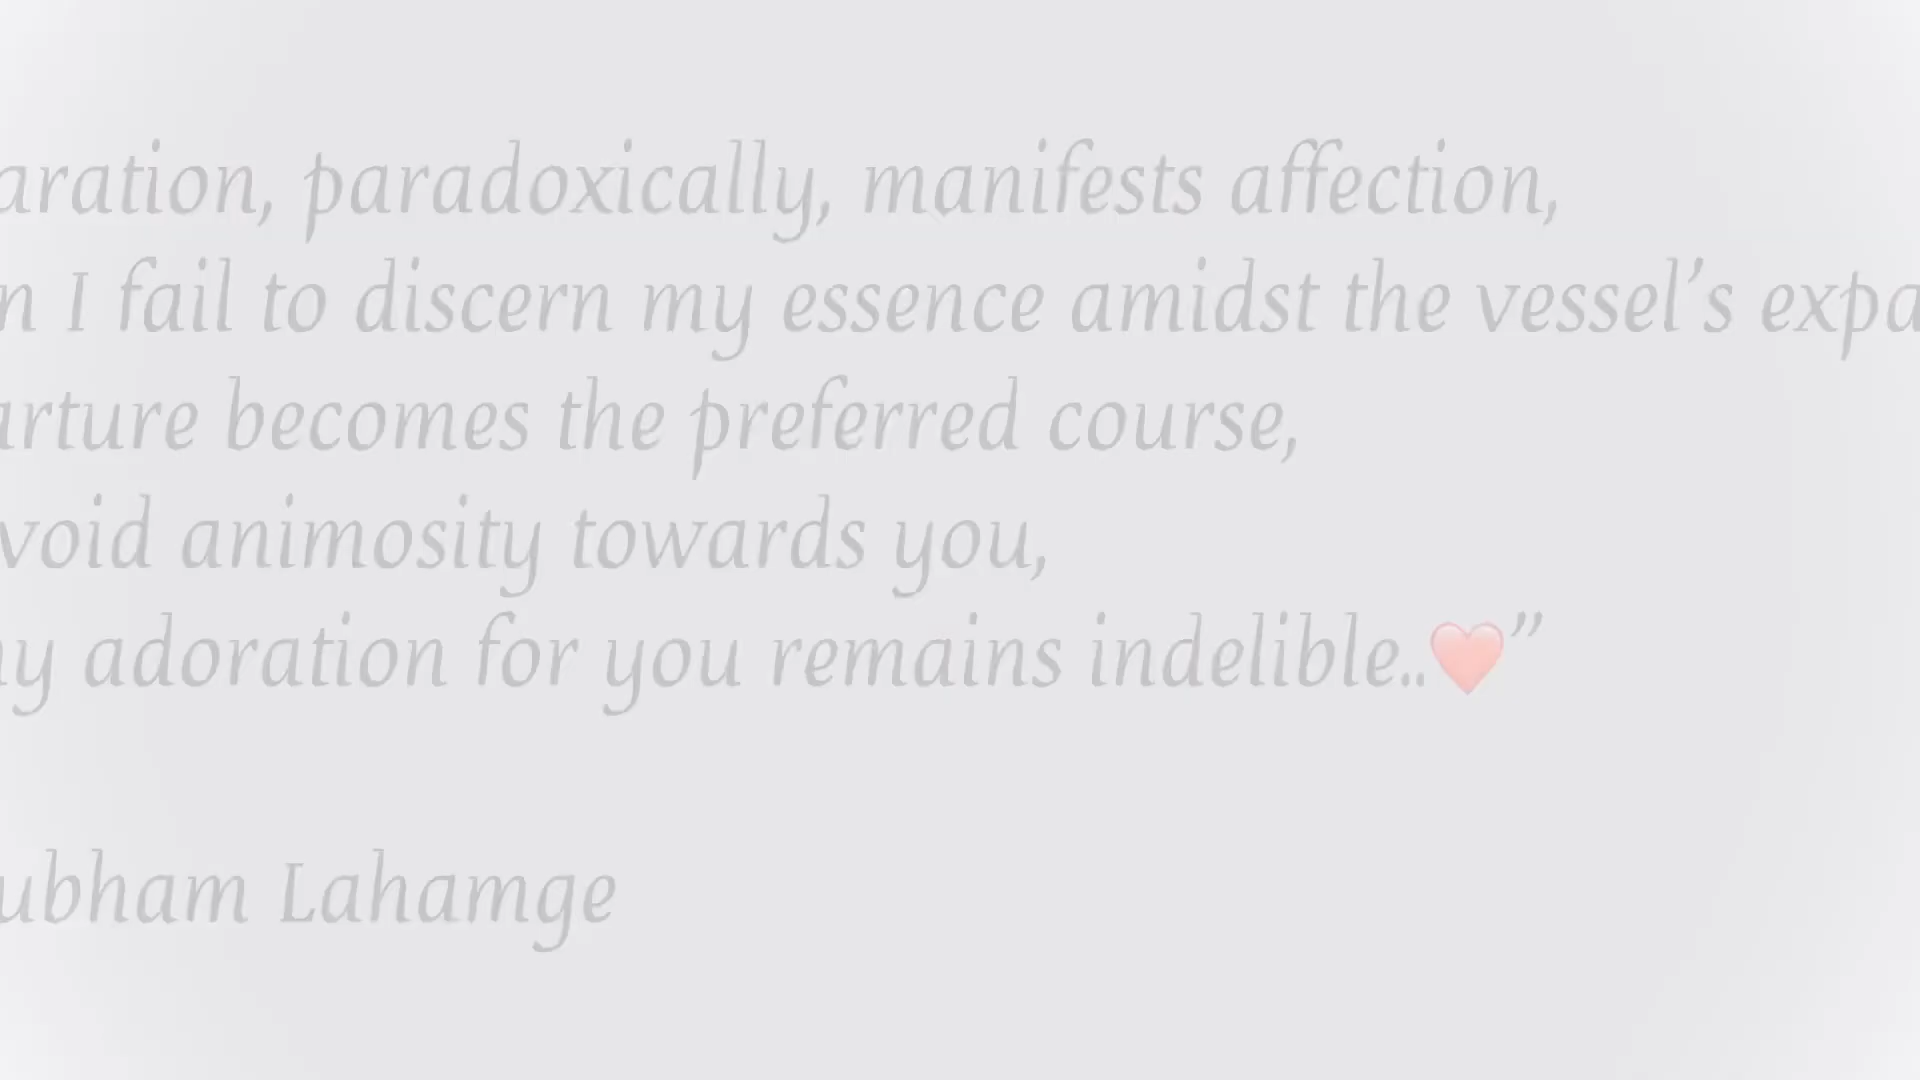 aration, paradoxically, manifests affection,
n I fail to discern my essence amidst the vessel’s expa
arture becomes the preferred course,
void animosity towards you,
y adoration for you remains indelible..❤️”
ubham Lahamge